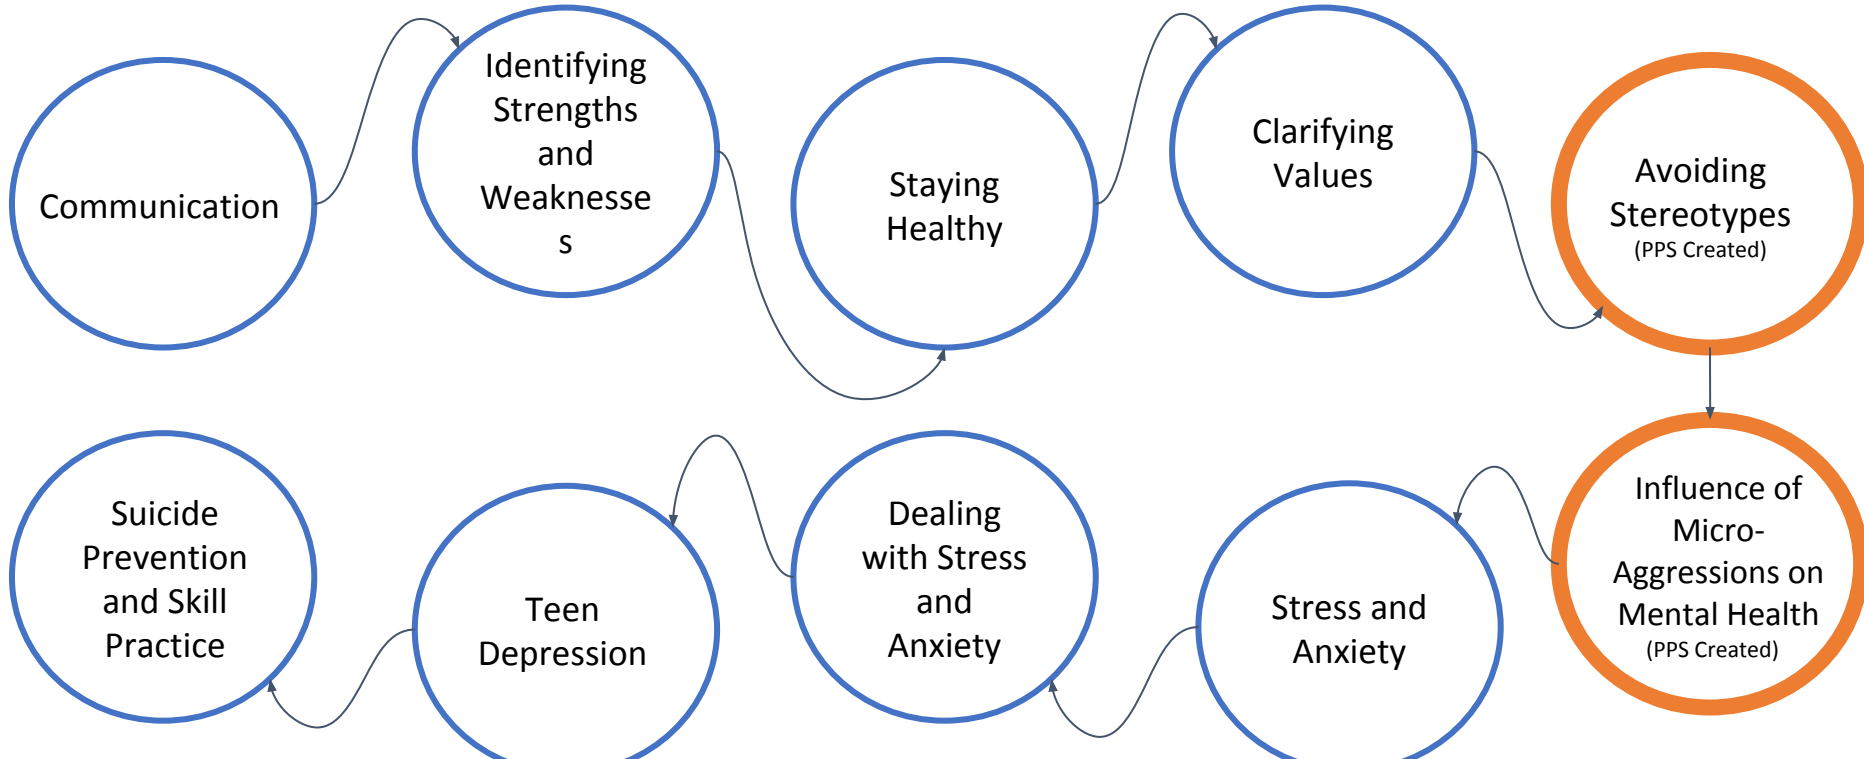 Communication
Identifying
Strengths
and
Weaknesse
s
Staying
Healthy
Clarifying
Values
Avoiding
Stereotypes
(PPS Created)
Influence of
Micro-
Aggressions on
Mental Health
(PPS Created)
Stress and
Anxiety
Dealing
with Stress
and
Anxiety
Teen
Depression
Suicide
Prevention
and Skill
Practice